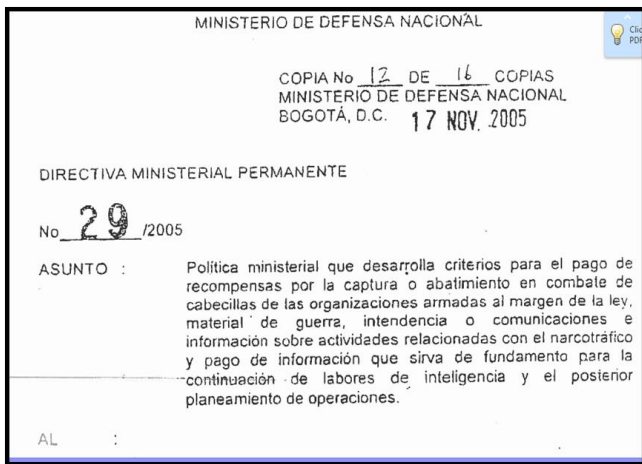 MINISTERIO DE DEFENSA NACIONAL
Clic
PDF
COPIA No 12 DE 16 COPIAS
MINISTERIO DE DEFENSA NACIONAL
BOGOTÁ, D.C. 17 NOV. 2005
DIRECTIVA MINISTERIAL PERMANENTE
No 29 /2005
ASUNTO : Política ministerial que desarrolla criterios para el pago de
recompensas por la captura o abatimiento en combate de
cabecillas de las organizaciones armadas al margen de la ley,
material de guerra, intendencia o comunicaciones e
información sobre actividades relacionadas con el narcotráfico
y pago de información que sirva de fundamento para la
continuación de labores de inteligencia y el posterior
planeamiento de operaciones.
AL :